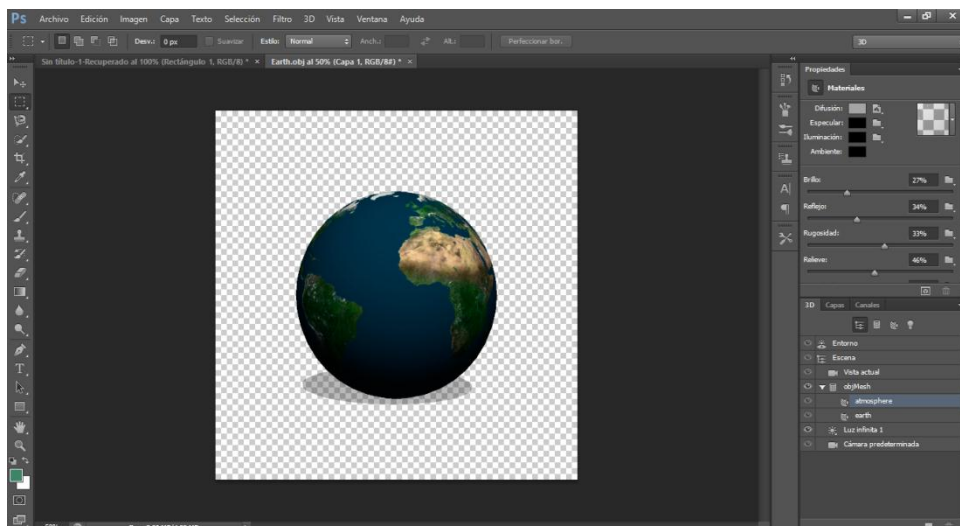 Ps Archivo Edición Imagen Capa Texto Selección Filtro 3D Vista Ventana Ayuda
Desv.: 0 px Suavizar Estilo: Normal Anch.: Alt.: Perfeccionar bor. 3D
Sin título-1-Recuperado al 100% (Rectángulo 1, RGB/8) * × Earth.obj al 50% (Capa 1, RGB/8#) * ×
Propiedades
Materiales
Difusión:
Especular:
Iluminación:
Ambiente:
Brillo: 27%
Reflejo: 34%
Rugosidad: 33%
Relieve: 46%
3D Capas Canales
Entorno
Escena
Vista actual
objMesh
atmosphere
earth
Luz infinita 1
Cámara predeterminada